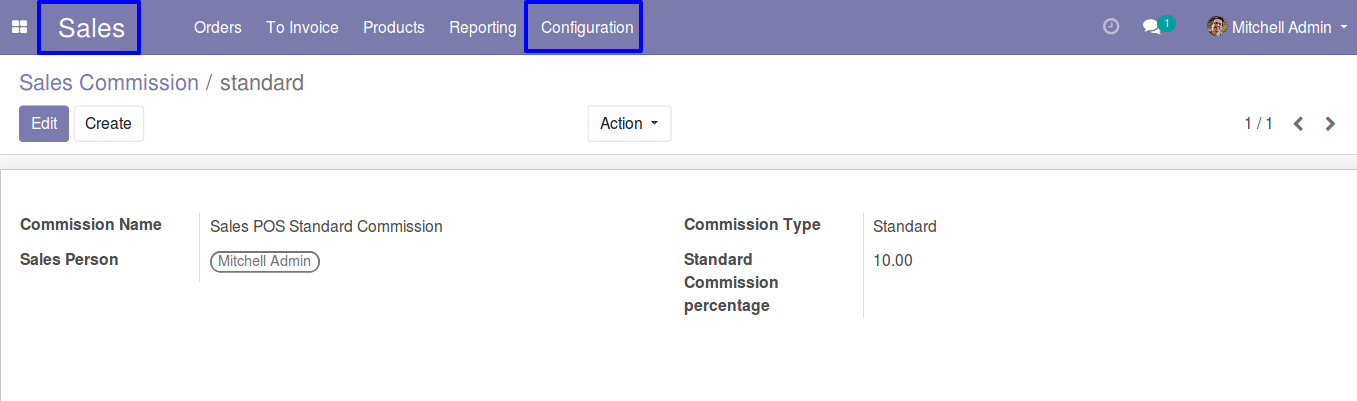 Sales Orders To Invoice Products Reporting Configuration 1 Mitchell Admin
Sales Commission / standard
Edit Create Action 1 / 1
Commission Name Sales POS Standard Commission Commission Type Standard
Sales Person Mitchell Admin Standard 10.00
Commission
percentage